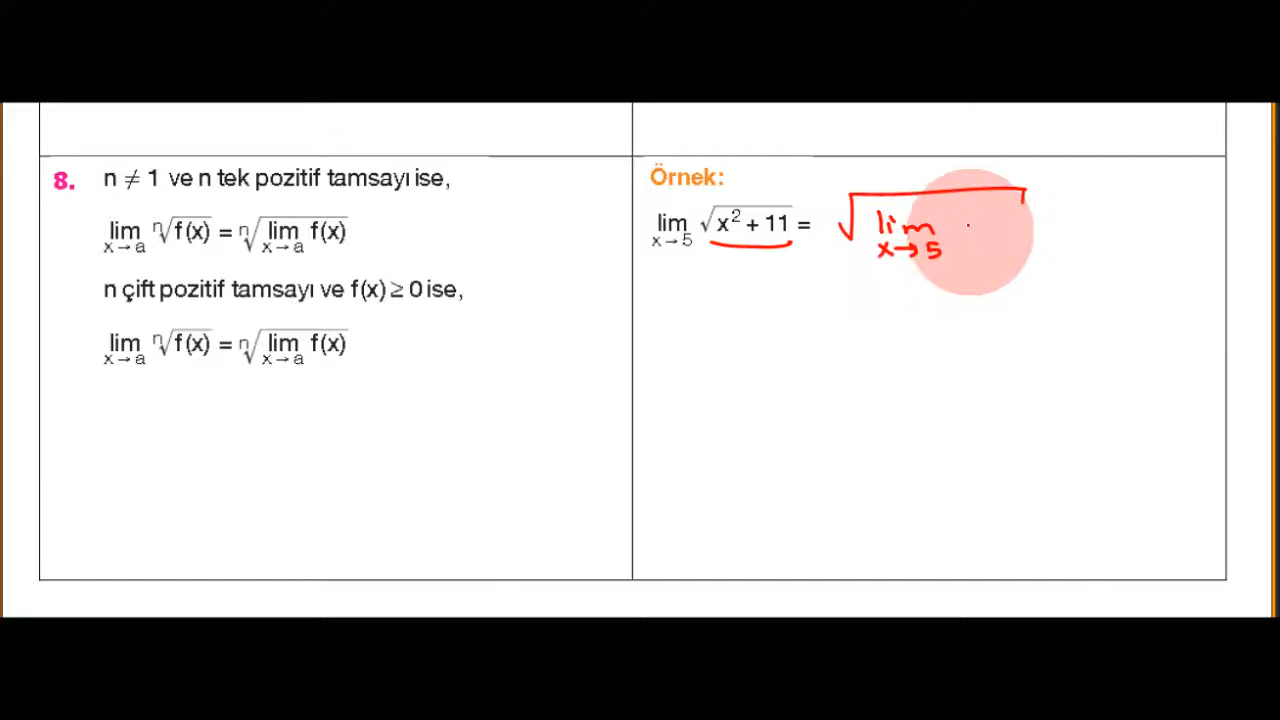 8. n ≠ 1 ve n tek pozitif tamsayı ise,
lim x→a ⁿ√f(x) = ⁿ√lim x→a f(x)
n çift pozitif tamsayı ve f(x) ≥ 0 ise,
lim x→a ⁿ√f(x) = ⁿ√lim x→a f(x)
Örnek:
lim x→5 √x² + 11 = √lim x→5